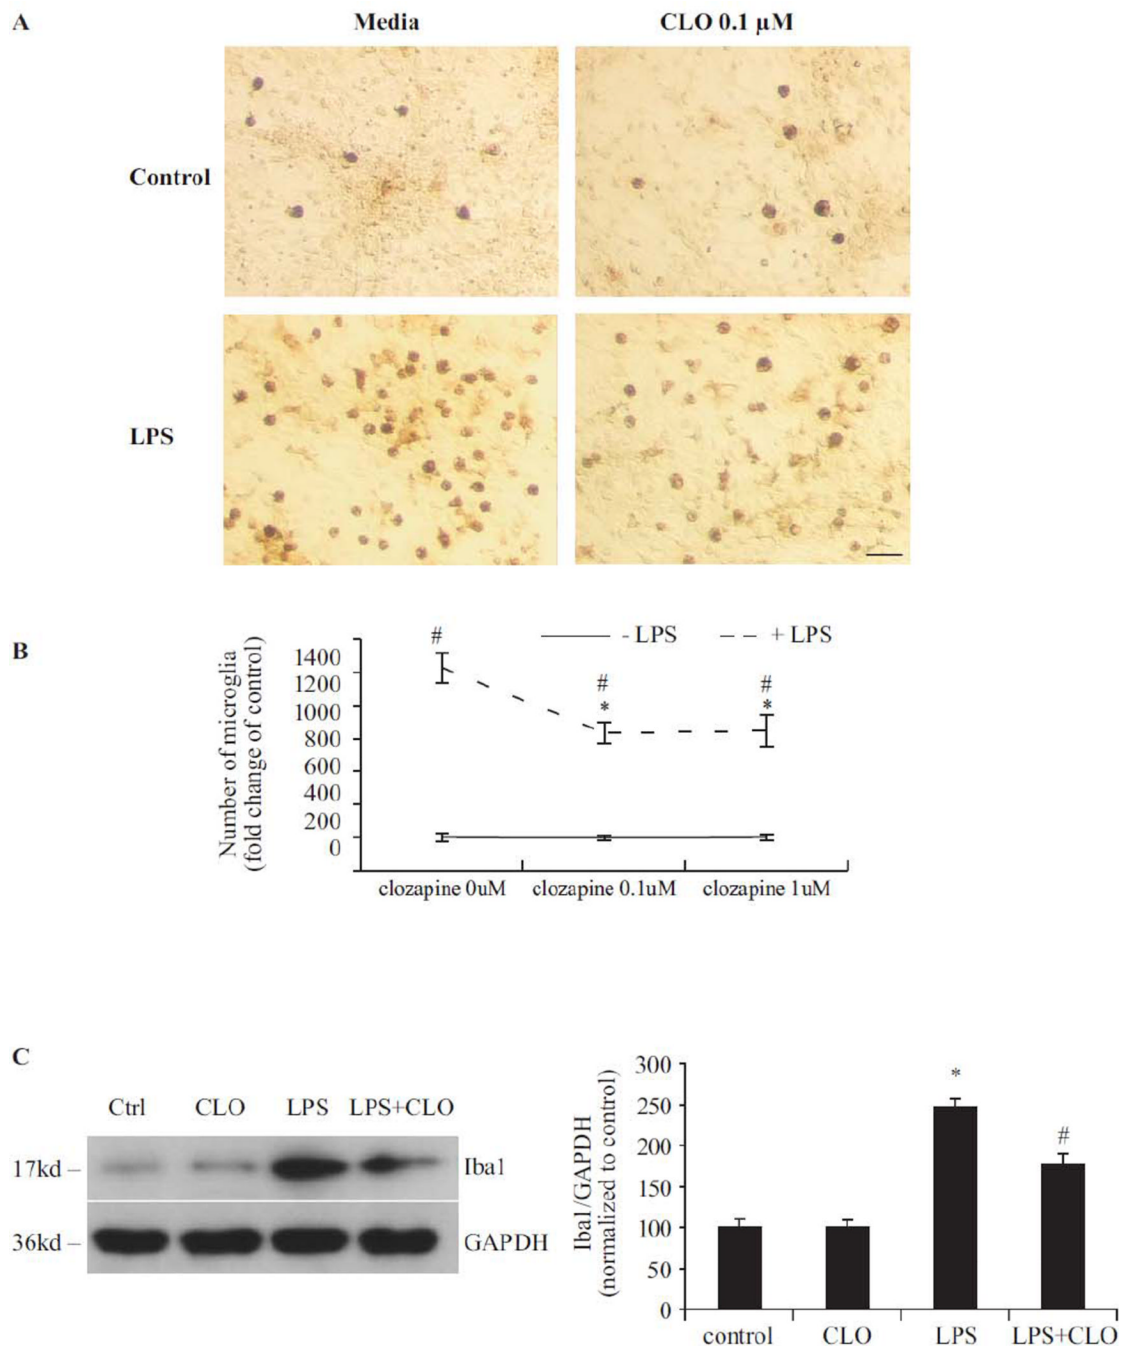 A
Media
CLO 0.1 μM
Control
LPS
B
Number of microglia
(fold change of control)
1400
1200
1000
800
600
400
200
0
#
- LPS
+ LPS
#
*
#
*
clozapine 0uM
clozapine 0.1uM
clozapine 1uM
C
Ctrl
CLO
LPS
LPS+CLO
17kd –
Iba1
36kd –
GAPDH
Iba1/GAPDH
(normalized to control)
300
250
200
150
100
50
0
*
#
control
CLO
LPS
LPS+CLO